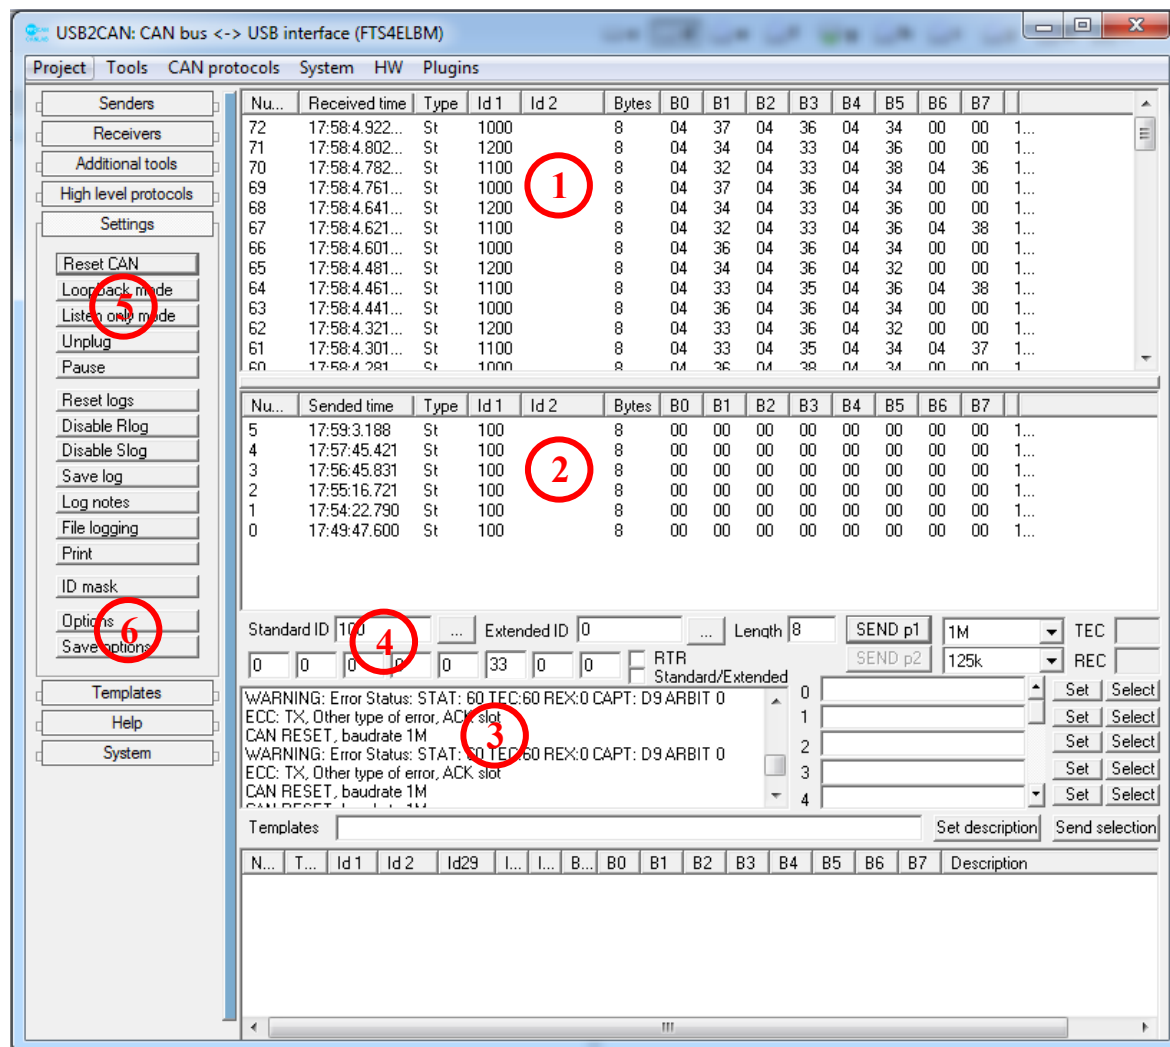 USB2CAN: CAN bus <-> USB interface (FTS4ELBM)
Project Tools CAN protocols System HW Plugins
Senders
Receivers
Additional tools
High level protocols
Settings
Reset CAN
Loopback mode
Listen only mode
5
Unplug
Pause
Reset logs
Disable Rlog
Disable Slog
Save log
Log notes
File logging
Print
ID mask
Options
6
Save options
Templates
Help
System
Nu... Received time Type Id 1 Id 2 Bytes B0 B1 B2 B3 B4 B5 B6 B7
72 17:58:4.922... St 1000 8 04 37 04 36 04 34 00 00 1...
71 17:58:4.802... St 1200 8 04 34 04 33 04 36 00 00 1...
70 17:58:4.782... St 1100 8 04 32 04 33 04 38 04 36 1...
69 17:58:4.761... St 1000 8 04 37 04 36 04 34 00 00 1...
1
68 17:58:4.641... St 1200 8 04 34 04 33 04 36 00 00 1...
67 17:58:4.621... St 1100 8 04 32 04 33 04 36 04 38 1...
66 17:58:4.601... St 1000 8 04 36 04 36 04 34 00 00 1...
65 17:58:4.481... St 1200 8 04 34 04 36 04 32 00 00 1...
64 17:58:4.461... St 1100 8 04 33 04 35 04 36 04 38 1...
63 17:58:4.441... St 1000 8 04 36 04 36 04 34 00 00 1...
62 17:58:4.321... St 1200 8 04 33 04 36 04 32 00 00 1...
61 17:58:4.301... St 1100 8 04 33 04 35 04 34 04 37 1...
60 17:58:4.281... St 1000 8 04 36 04 38 04 34 00 00 1...
Nu... Sended time Type Id 1 Id 2 Bytes B0 B1 B2 B3 B4 B5 B6 B7
5 17:59:3.188 St 100 8 00 00 00 00 00 00 00 00 1...
4 17:57:45.421 St 100 8 00 00 00 00 00 00 00 00 1...
3 17:56:45.831 St 100 8 00 00 00 00 00 00 00 00 1...
2
2 17:55:16.721 St 100 8 00 00 00 00 00 00 00 00 1...
1 17:54:22.790 St 100 8 00 00 00 00 00 00 00 00 1...
0 17:49:47.600 St 100 8 00 00 00 00 00 00 00 00 1...
Standard ID 100 ... Extended ID 0 ... Length 8 SEND p1 1M TEC
4
0 0 0 0 0 33 0 0 RTR SEND p2 125k REC
Standard/Extended
WARNING: Error Status: STAT: 60 TEC:60 REX:0 CAPT: D9 ARBIT 0
ECC: TX, Other type of error, ACK slot
CAN RESET, baudrate 1M
3
WARNING: Error Status: STAT: 60 TEC:60 REX:0 CAPT: D9 ARBIT 0
ECC: TX, Other type of error, ACK slot
CAN RESET, baudrate 1M
CAN RESET, baudrate 1M
0 Set Select
1 Set Select
2 Set Select
3 Set Select
4 Set Select
Templates Set description Send selection
N... T... Id 1 Id 2 Id29 I... I... B... B0 B1 B2 B3 B4 B5 B6 B7 Description